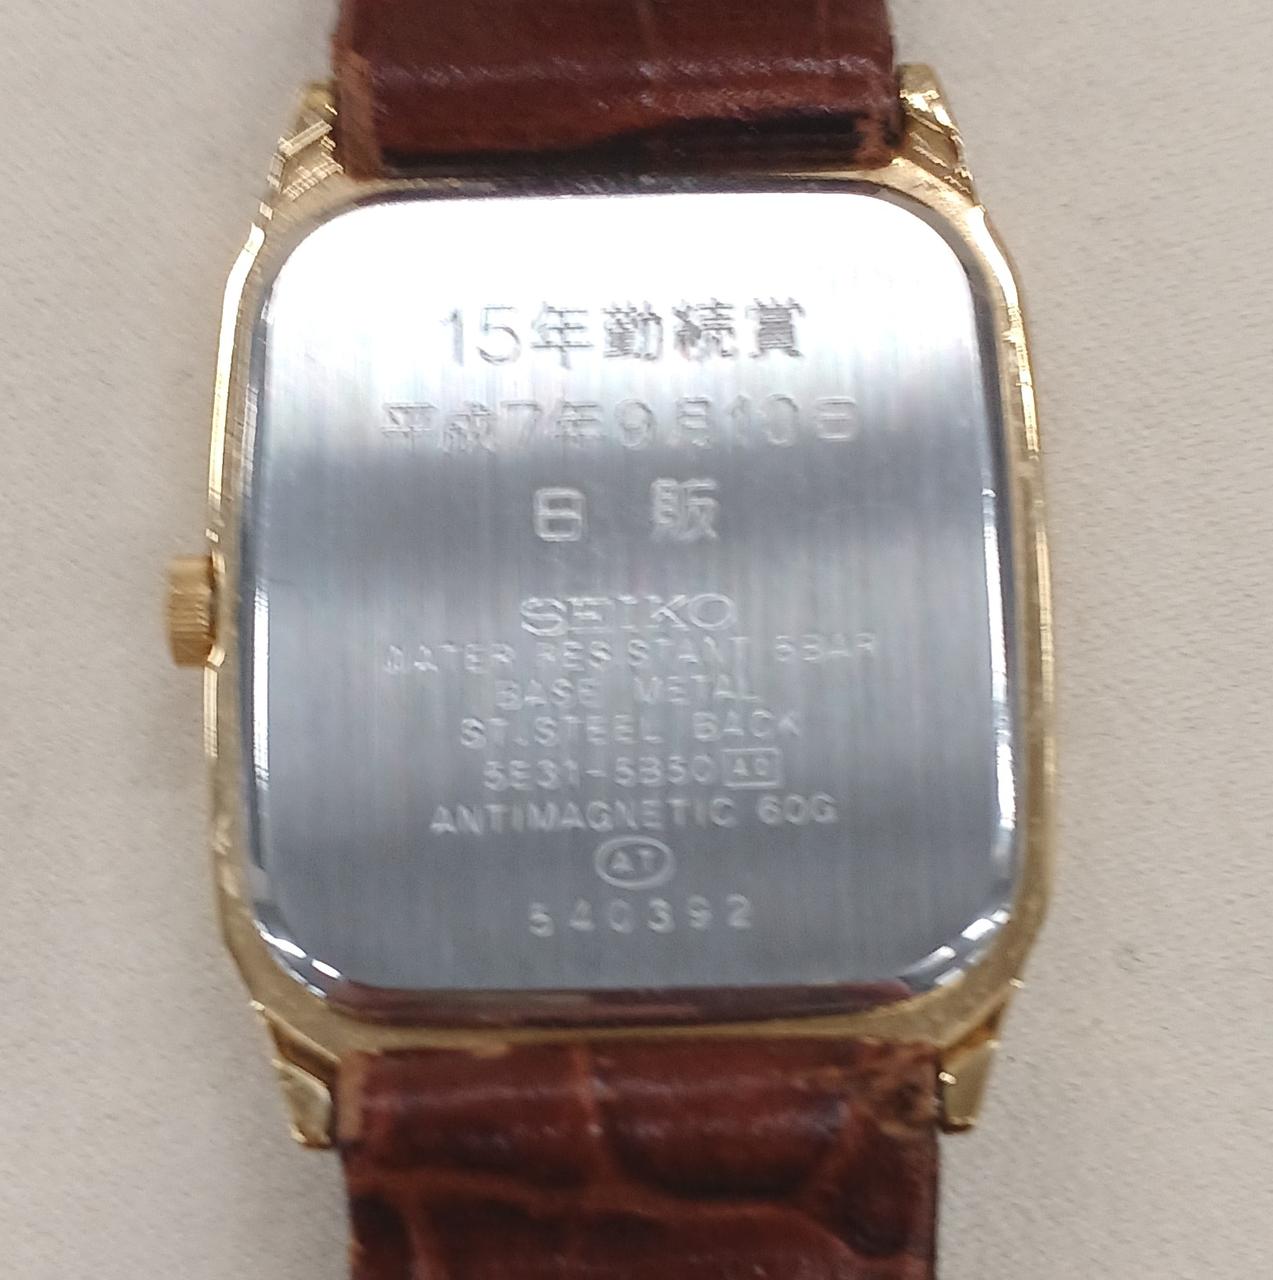 15年勤続賞
平成7年9月10日
日 販
SEIKO
WATER RESISTANT 5BAR
BASE METAL
ST.STEEL BACK
5E31-5B50 A0
ANTIMAGNETIC 60G
AT
540392